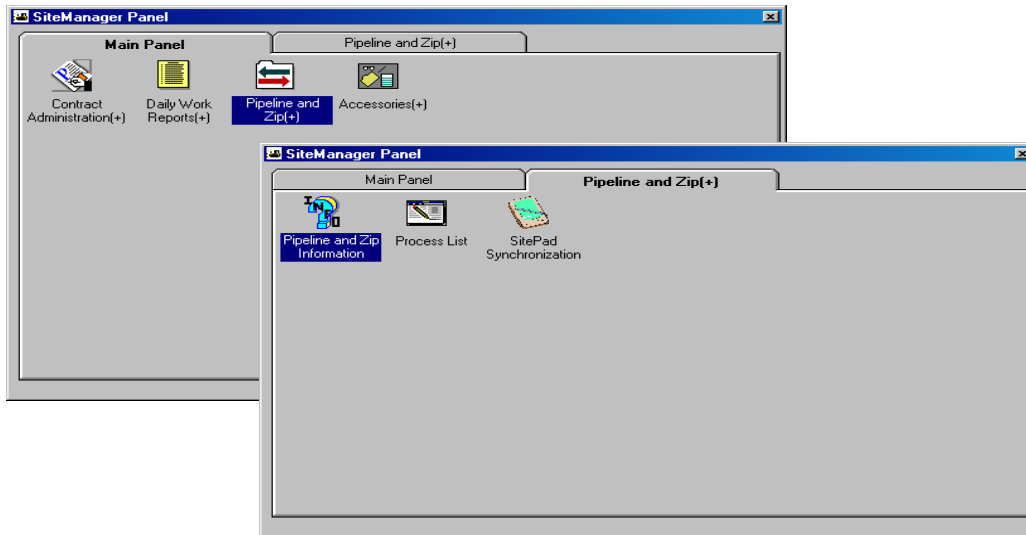 SiteManager Panel
Main Panel
Pipeline and Zip(+)
Contract
Administration(+)
Daily Work
Reports(+)
Pipeline and
Zip(+)
Accessories(+)
SiteManager Panel
Main Panel
Pipeline and Zip(+)
INFO
Pipeline and Zip
Information
Process List
SitePad
Synchronization